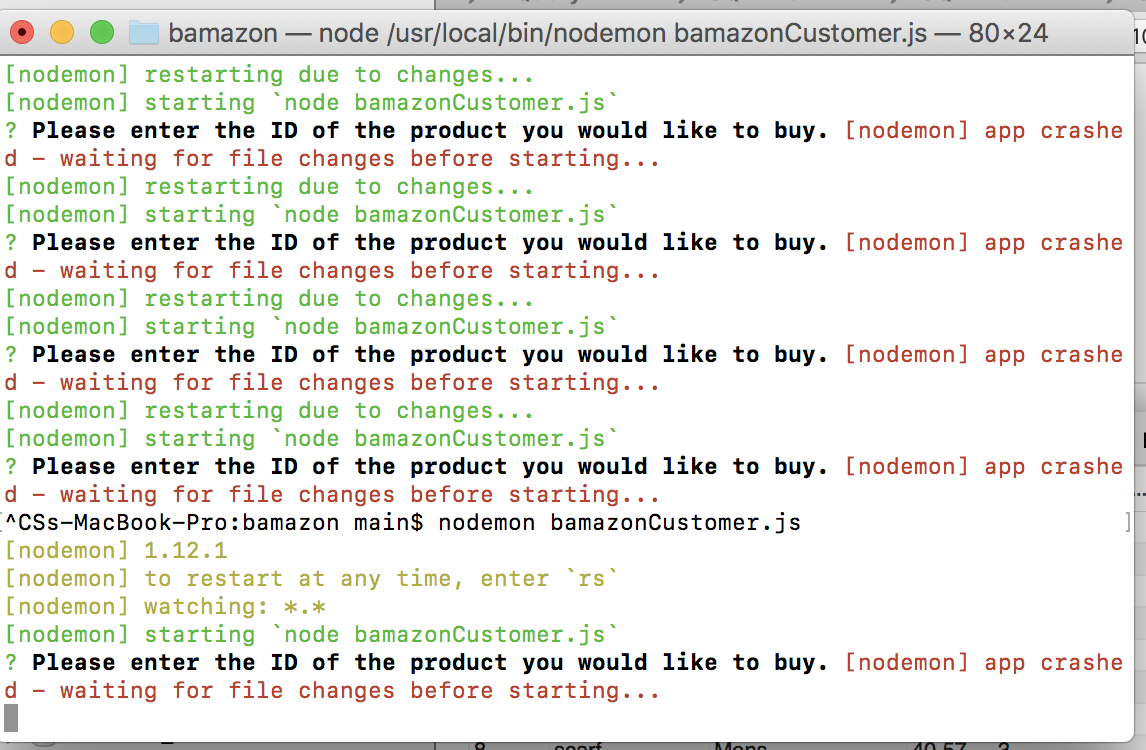 bamazon — node /usr/local/bin/nodemon bamazonCustomer.js — 80×24
[nodemon] restarting due to changes...
[nodemon] starting `node bamazonCustomer.js`
? Please enter the ID of the product you would like to buy. [nodemon] app crashe
d - waiting for file changes before starting...
[nodemon] restarting due to changes...
[nodemon] starting `node bamazonCustomer.js`
? Please enter the ID of the product you would like to buy. [nodemon] app crashe
d - waiting for file changes before starting...
[nodemon] restarting due to changes...
[nodemon] starting `node bamazonCustomer.js`
? Please enter the ID of the product you would like to buy. [nodemon] app crashe
d - waiting for file changes before starting...
[nodemon] restarting due to changes...
[nodemon] starting `node bamazonCustomer.js`
? Please enter the ID of the product you would like to buy. [nodemon] app crashe
d - waiting for file changes before starting...
[^CSs-MacBook-Pro:bamazon main$ nodemon bamazonCustomer.js ]
[nodemon] 1.12.1
[nodemon] to restart at any time, enter `rs`
[nodemon] watching: *.*
[nodemon] starting `node bamazonCustomer.js`
? Please enter the ID of the product you would like to buy. [nodemon] app crashe
d - waiting for file changes before starting...
8 scarf Mens 40.57